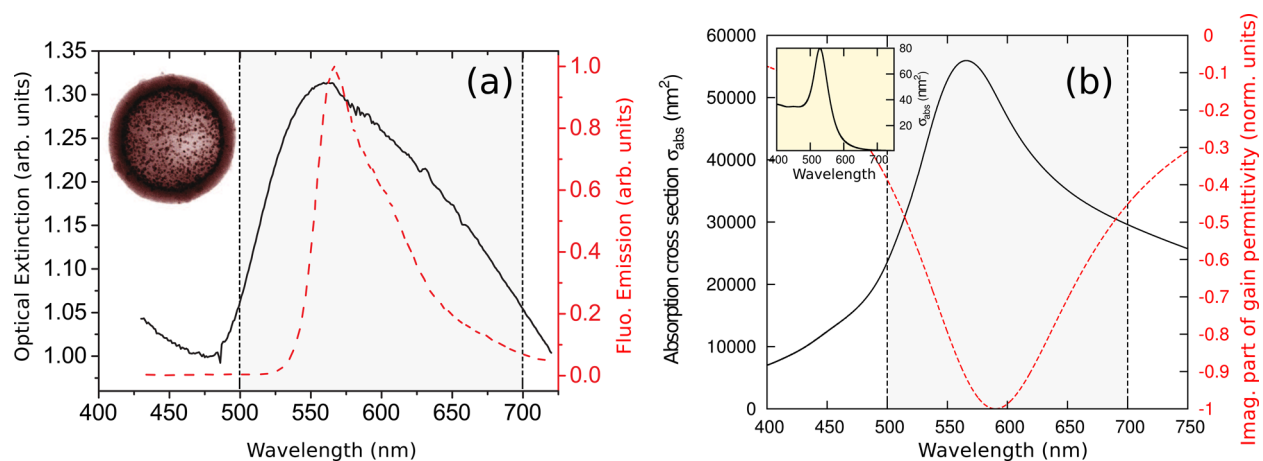 (a)
Optical Extinction (arb. units)
1.35
1.30
1.25
1.20
1.15
1.10
1.05
1.00
400 450 500 550 600 650 700
Wavelength (nm)
1.0
0.8
0.6
0.4
0.2
0.0
Fluo. Emission (arb. units)
(b)
Absorption cross section σabs (nm²)
60000
50000
40000
30000
20000
10000
0
400 450 500 550 600 650 700 750
Wavelength (nm)
0
-0.1
-0.2
-0.3
-0.4
-0.5
-0.6
-0.7
-0.8
-0.9
-1
Imag. part of gain permittivity (norm. units)
80
60
40
20
σabs (nm²)
400 500 600 700
Wavelength